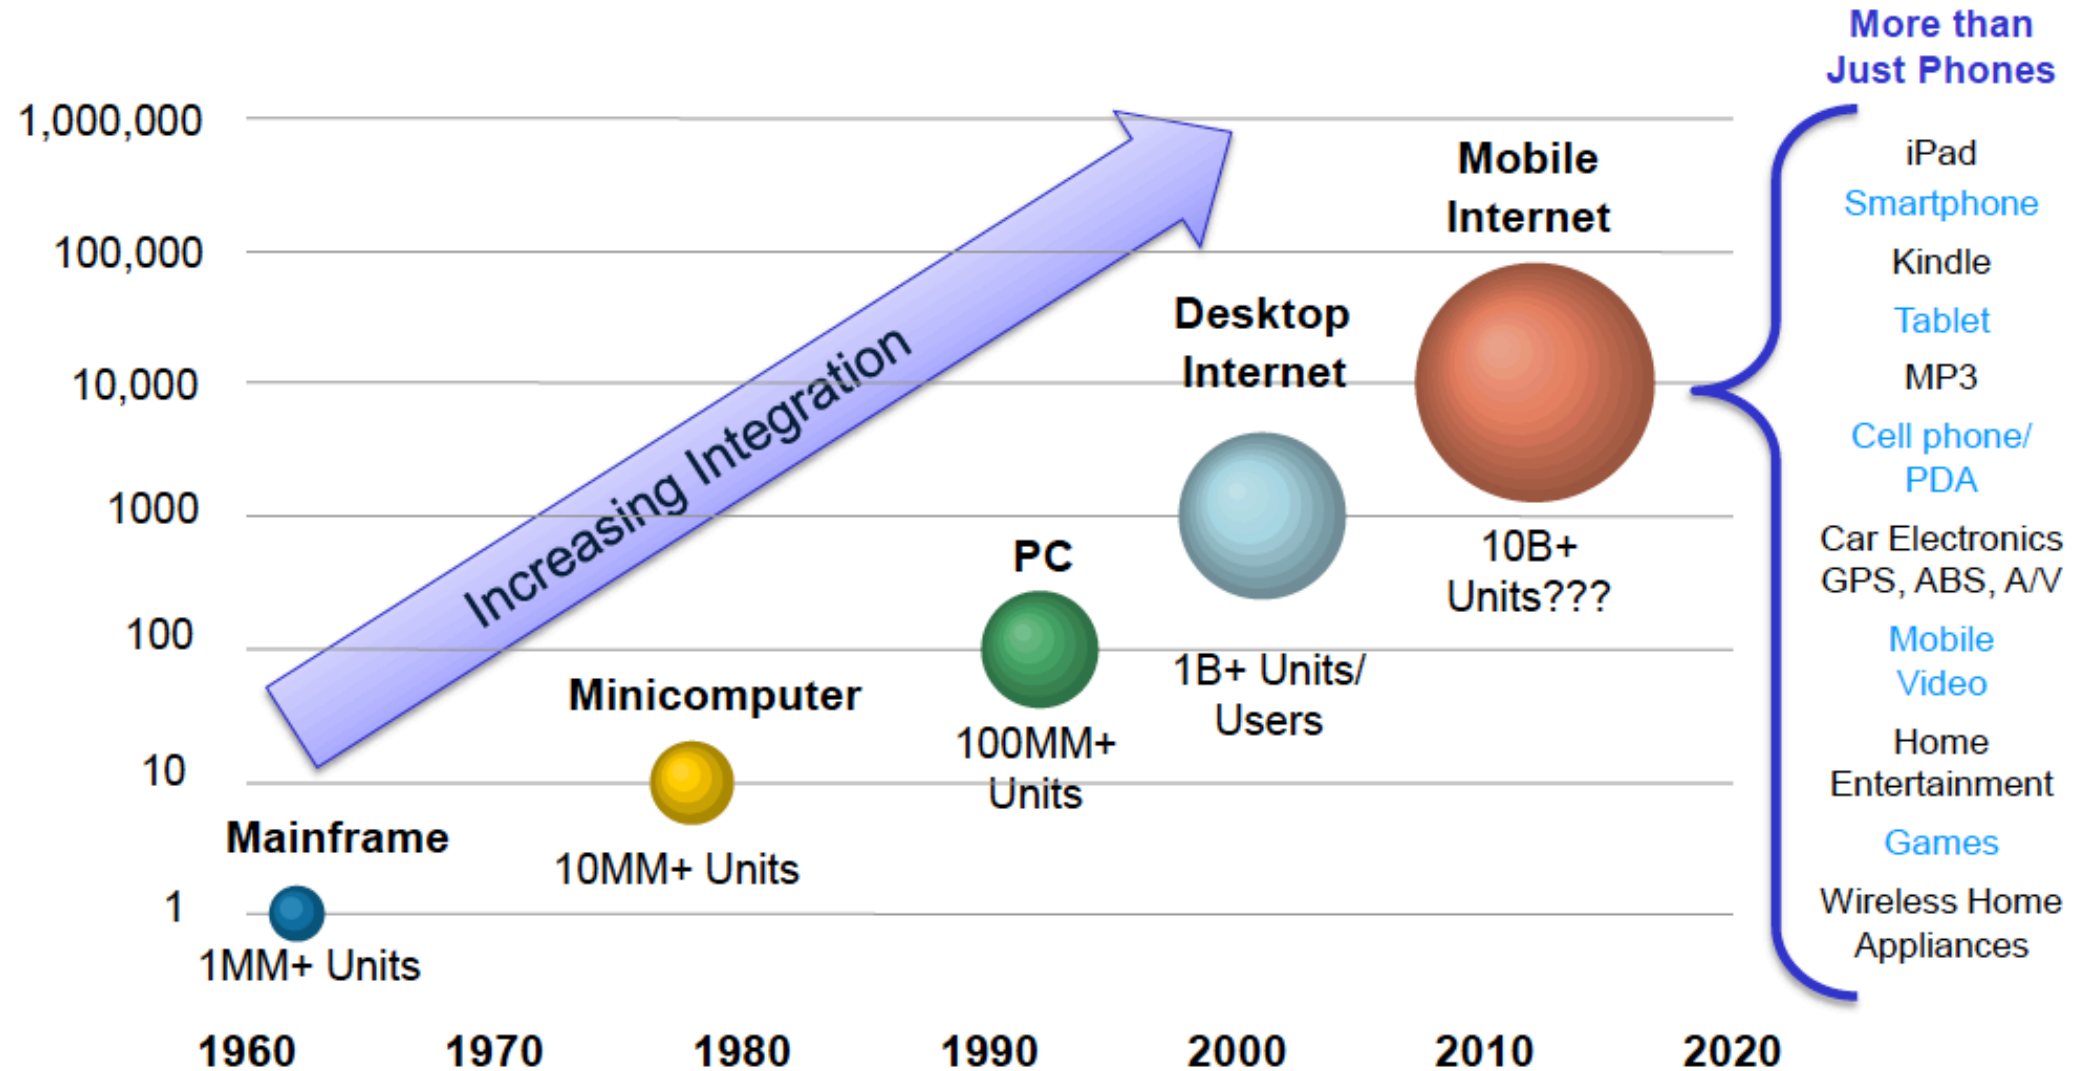 More than
Just Phones
1,000,000
100,000
10,000
1000
100
10
1
Increasing Integration
Mainframe
1MM+ Units
Minicomputer
10MM+ Units
PC
100MM+
Units
Desktop
Internet
1B+ Units/
Users
Mobile
Internet
10B+
Units???
iPad
Smartphone
Kindle
Tablet
MP3
Cell phone/
PDA
Car Electronics
GPS, ABS, A/V
Mobile
Video
Home
Entertainment
Games
Wireless Home
Appliances
1960 1970 1980 1990 2000 2010 2020